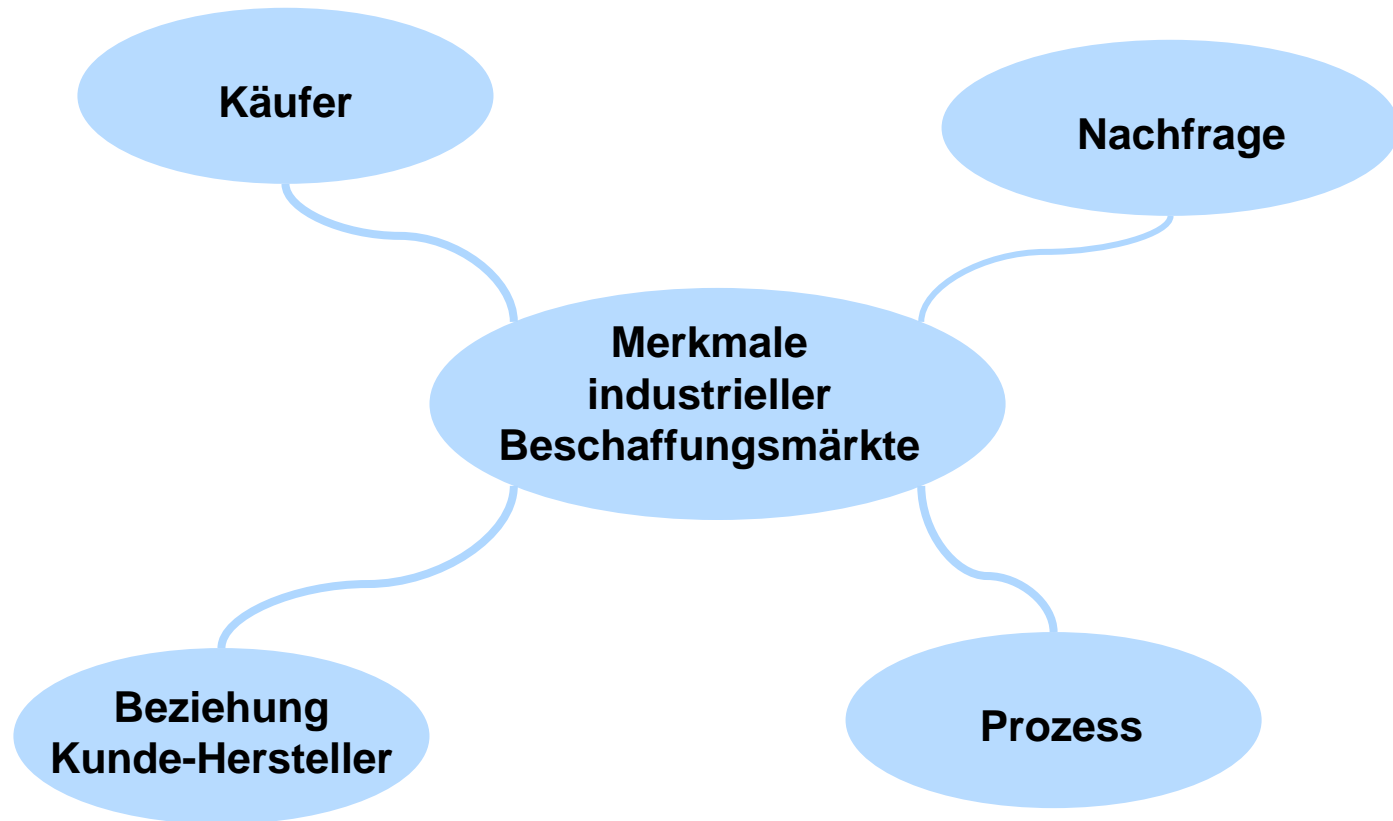 Käufer
Nachfrage
Merkmale
industrieller
Beschaffungsmärkte
Beziehung
Kunde-Hersteller
Prozess